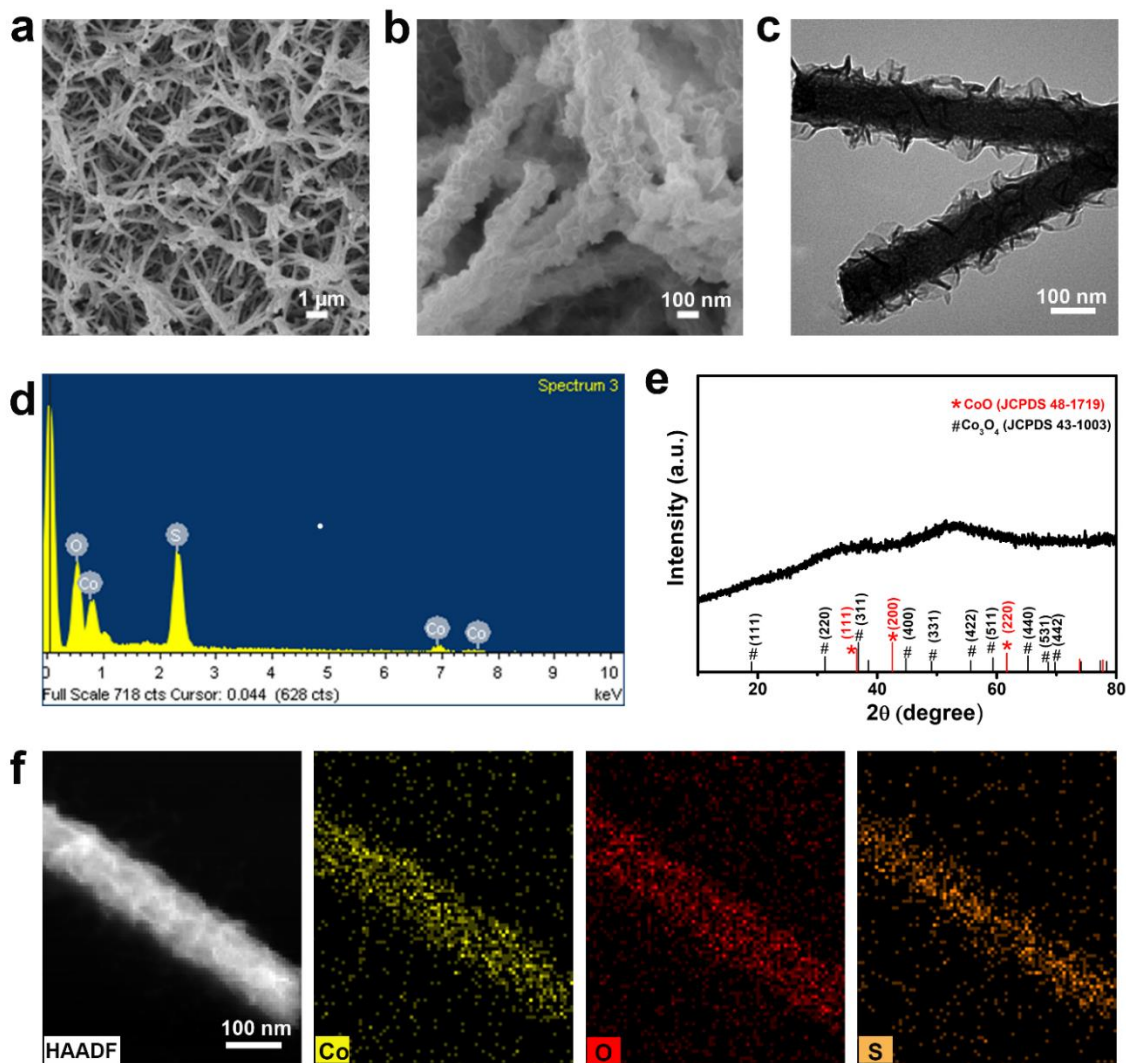 a
1 µm
b
100 nm
c
100 nm
d
Spectrum 3
O
Co
S
Co
Co
0 1 2 3 4 5 6 7 8 9 10
Full Scale 718 cts Cursor: 0.044 (628 cts) keV
e
* CoO (JCPDS 48-1719)
# Co₃O₄ (JCPDS 43-1003)
Intensity (a.u.)
# (111)
# (220)
* (111)
# (311)
* (200)
# (400)
# (331)
# (422)
# (511)
* (220)
# (440)
# (531)
# (442)
20 40 60 80
2θ (degree)
f
HAADF
100 nm
Co
O
S